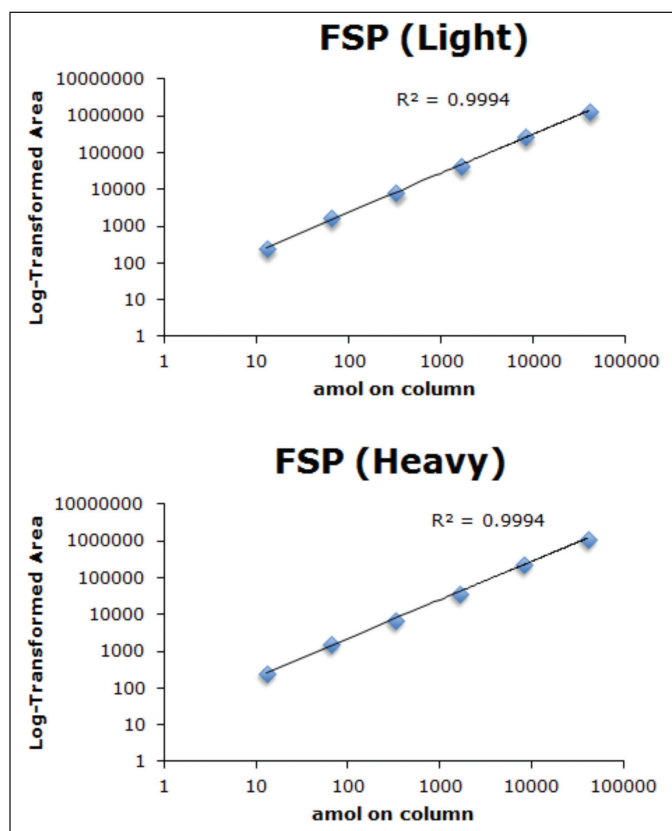 FSP (Light)
10000000
1000000
100000
10000
1000
100
10
1
Log-Transformed Area
R² = 0.9994
1 10 100 1000 10000 100000
amol on column
FSP (Heavy)
10000000
1000000
100000
10000
1000
100
10
1
Log-Transformed Area
R² = 0.9994
1 10 100 1000 10000 100000
amol on column